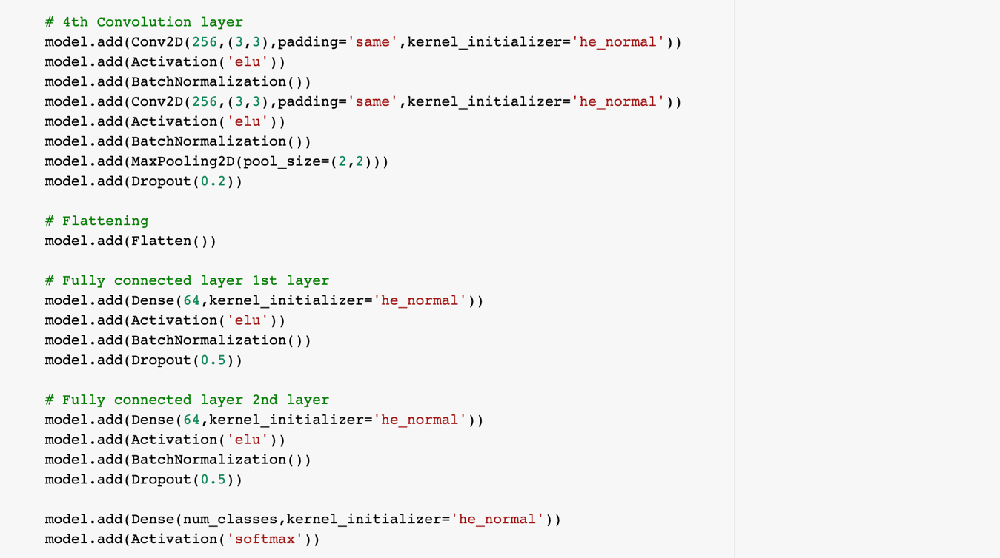 # 4th Convolution layer
model.add(Conv2D(256,(3,3),padding='same',kernel_initializer='he_normal'))
model.add(Activation('elu'))
model.add(BatchNormalization())
model.add(Conv2D(256,(3,3),padding='same',kernel_initializer='he_normal'))
model.add(Activation('elu'))
model.add(BatchNormalization())
model.add(MaxPooling2D(pool_size=(2,2)))
model.add(Dropout(0.2))
# Flattening
model.add(Flatten())
# Fully connected layer 1st layer
model.add(Dense(64,kernel_initializer='he_normal'))
model.add(Activation('elu'))
model.add(BatchNormalization())
model.add(Dropout(0.5))
# Fully connected layer 2nd layer
model.add(Dense(64,kernel_initializer='he_normal'))
model.add(Activation('elu'))
model.add(BatchNormalization())
model.add(Dropout(0.5))
model.add(Dense(num_classes,kernel_initializer='he_normal'))
model.add(Activation('softmax'))